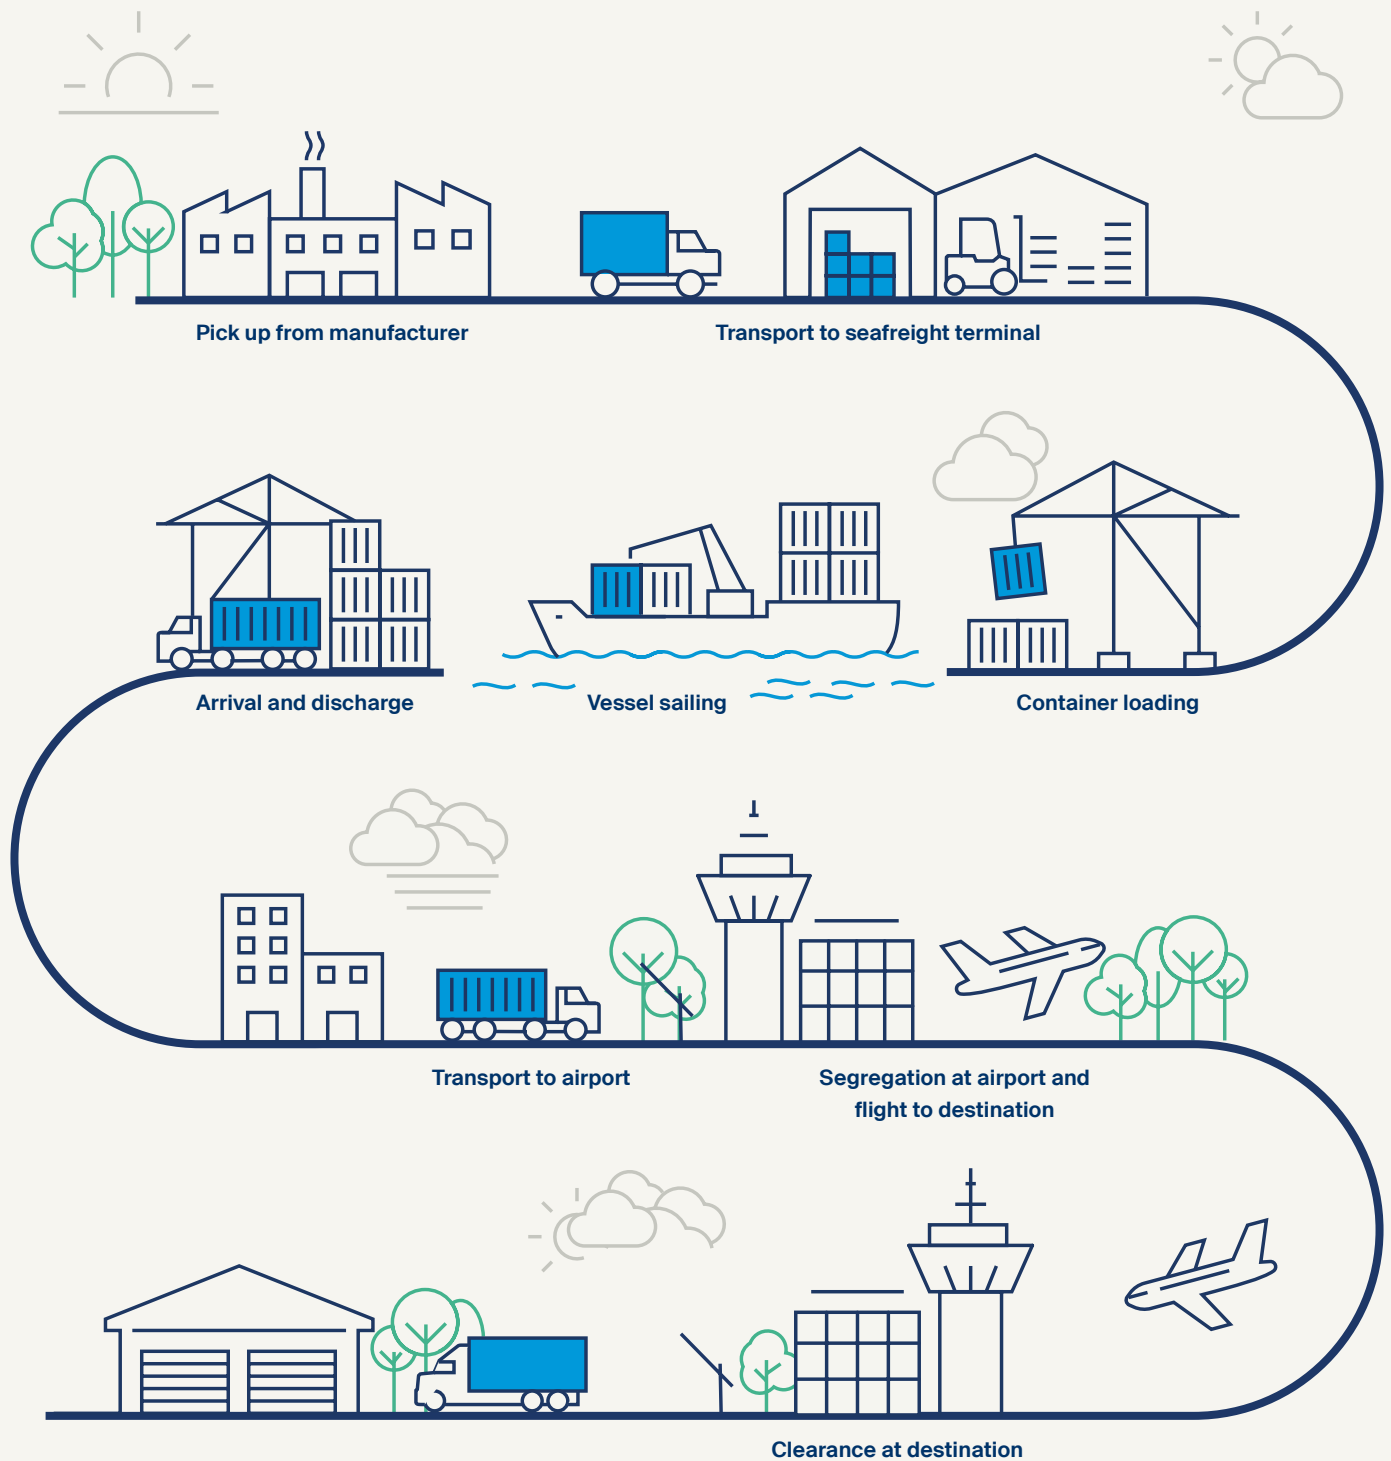 Pick up from manufacturer
Transport to seafreight terminal
Arrival and discharge
Vessel sailing
Container loading
Transport to airport
Segregation at airport and
flight to destination
Clearance at destination